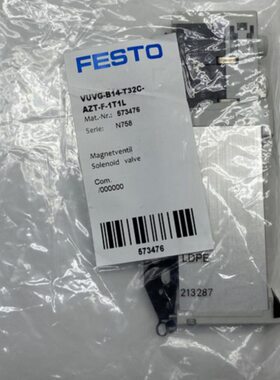 FESTO
VUVG-B14-T32C-
AZT-F-1T1L
Mat.-Nr.: 573476
Serie: N758
Magnetventil
Solenoid valve
Com.
/000000
573476
LDPE
213287